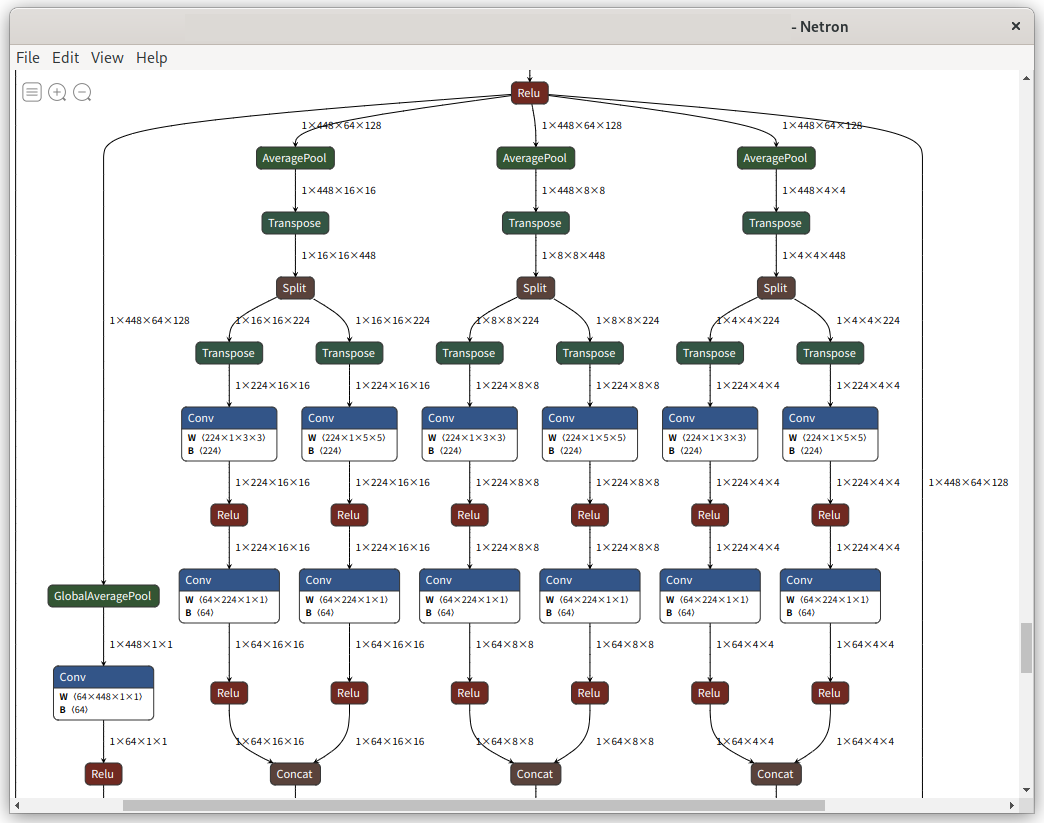 - Netron
×
File Edit View Help
Relu
1×448×64×128 1×448×64×128 1×448×64×128
AveragePool AveragePool AveragePool
1×448×16×16 1×448×8×8 1×448×4×4
Transpose Transpose Transpose
1×16×16×448 1×8×8×448 1×4×4×448
Split Split Split
1×448×64×128 1×16×16×224 1×16×16×224 1×8×8×224 1×8×8×224 1×4×4×224 1×4×4×224
Transpose Transpose Transpose Transpose Transpose Transpose
1×224×16×16 1×224×16×16 1×224×8×8 1×224×8×8 1×224×4×4 1×224×4×4
Conv Conv Conv Conv Conv Conv
W ⟨224×1×3×3⟩ W ⟨224×1×5×5⟩ W ⟨224×1×3×3⟩ W ⟨224×1×5×5⟩ W ⟨224×1×3×3⟩ W ⟨224×1×5×5⟩
B ⟨224⟩ B ⟨224⟩ B ⟨224⟩ B ⟨224⟩ B ⟨224⟩ B ⟨224⟩
1×224×16×16 1×224×16×16 1×224×8×8 1×224×8×8 1×224×4×4 1×224×4×4 1×448×64×128
Relu Relu Relu Relu Relu Relu
1×224×16×16 1×224×16×16 1×224×8×8 1×224×8×8 1×224×4×4 1×224×4×4
Conv Conv Conv Conv Conv Conv
GlobalAveragePool W ⟨64×224×1×1⟩ W ⟨64×224×1×1⟩ W ⟨64×224×1×1⟩ W ⟨64×224×1×1⟩ W ⟨64×224×1×1⟩ W ⟨64×224×1×1⟩
B ⟨64⟩ B ⟨64⟩ B ⟨64⟩ B ⟨64⟩ B ⟨64⟩ B ⟨64⟩
1×448×1×1 1×64×16×16 1×64×16×16 1×64×8×8 1×64×8×8 1×64×4×4 1×64×4×4
Conv
W ⟨64×448×1×1⟩ Relu Relu Relu Relu Relu Relu
B ⟨64⟩
1×64×1×1 1×64×16×16 1×64×16×16 1×64×8×8 1×64×8×8 1×64×4×4 1×64×4×4
Relu Concat Concat Concat